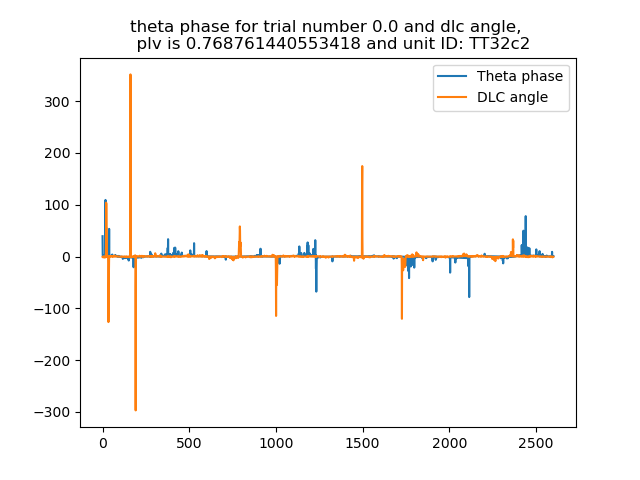 theta phase for trial number 0.0 and dlc angle,
plv is 0.768761440553418 and unit ID: TT32c2
Theta phase
DLC angle
300
200
100
0
−100
−200
−300
0 500 1000 1500 2000 2500